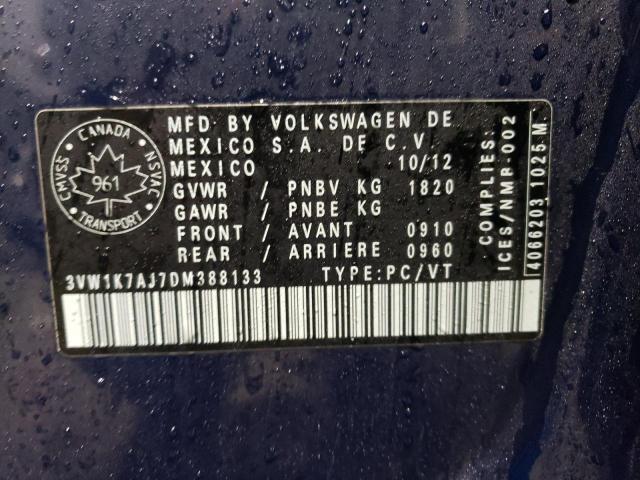 CANADA
CMVSS
NSVAC
961
TRANSPORT
MFD BY VOLKSWAGEN DE
MEXICO S.A. DE C.V.
MEXICO 10/12
GVWR / PNBV KG 1820
GAWR / PNBE KG
FRONT / AVANT 0910
REAR / ARRIERE 0960
3VW1K7AJ7DM388133 TYPE:PC/VT
COMPLIES:
ICES/NMR-002
4066203 1025 M